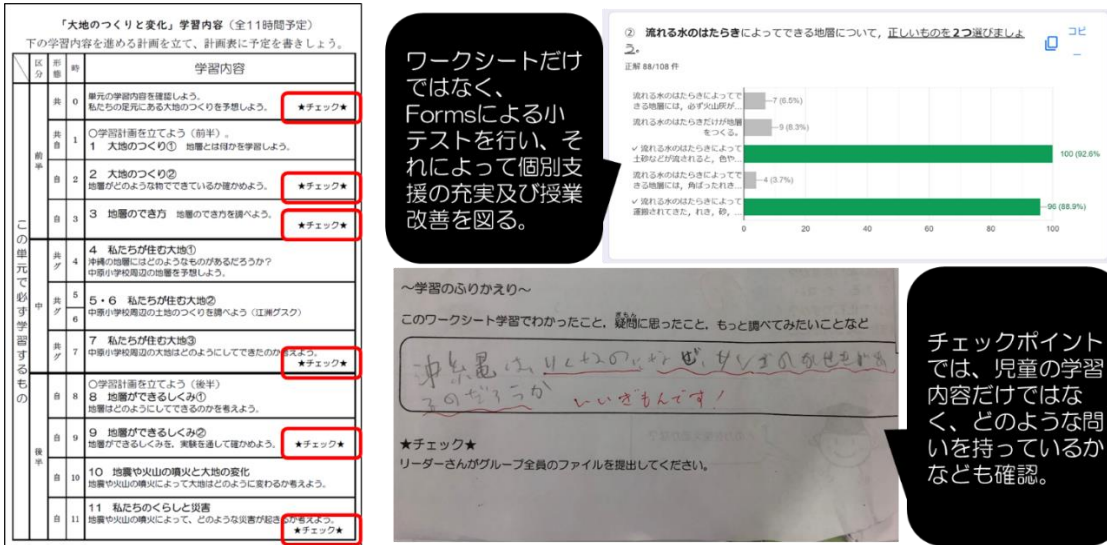 「大地のつくりと変化」学習内容(全11時間予定)
下の学習内容を進める計画を立て、計画表に予定を書きしょう。
区分
形態
時
学習内容
この単元で必ず学習するもの
前半
共
0
単元の学習内容を確認しよう。
私たちの足元にある大地のつくりを予想しよう。
★チェック★
共
自
1
○学習計画を立てよう(前半)。
1 大地のつくり① 地層とは何かを学習しよう。
自
2
2 大地のつくり②
地層がどのような物でできているか確かめよう。
★チェック★
自
3
3 地層のでき方 地層のでき方を調べよう。
★チェック★
中
共
グ
4
4 私たちが住む大地①
沖縄の地層にはどのようなものがあるだろうか?
中原小学校周辺の地層を予想しよう。
共
グ
5
6
5・6 私たちが住む大地②
中原小学校周辺の土地のつくりを調べよう(江洲グスク)
共
グ
7
7 私たちが住む大地③
中原小学校周辺の大地はどのようにしてできたのか考えよう。
★チェック★
後半
自
8
○学習計画を立てよう(後半)
8 地層ができるしくみ①
地層はどのようにしてできるのかを考えよう。
自
9
9 地層ができるしくみ②
地層ができるしくみを、実験を通して確かめよう。
★チェック★
自
10
10 地震や火山の噴火と大地の変化
地震や火山の噴火によって大地はどのように変わるか考えよう。
自
11
11 私たちのくらしと災害
地震や火山の噴火によって、どのような災害が起きるか考えよう。
★チェック★
ワークシートだけ
ではなく、
Formsによる小
テストを行い、そ
れによって個別支
援の充実及び授業
改善を図る。
② 流れる水のはたらきによってできる地層について,正しいものを2つ選びましょ
う。
コピ
ー
正解 88/108 件
流れる水のはたらきによってで
きる地層には,必ず火山灰が…
7 (6.5%)
流れる水のはたらきだけが地層
をつくる。
9 (8.3%)
✓ 流れる水のはたらきによって
土砂などが流されると,色や…
100 (92.6%
流れる水のはたらきによってで
きる地層には,角ばったれき…
4 (3.7%)
✓ 流れる水のはたらきによって
運搬されてきた,れき,砂,…
96 (88.9%)
0
20
40
60
80
100
~学習のふりかえり~
このワークシート学習でわかったこと,疑問に思ったこと,もっと調べてみたいことなど
ぎもん
沖縄は、
なぜ、
のだろうか
いいぎもんです!
★チェック★
リーダーさんがグループ全員のファイルを提出してください。
チェックポイント
では、児童の学習
内容だけではな
く、どのような問
いを持っているか
なども確認。